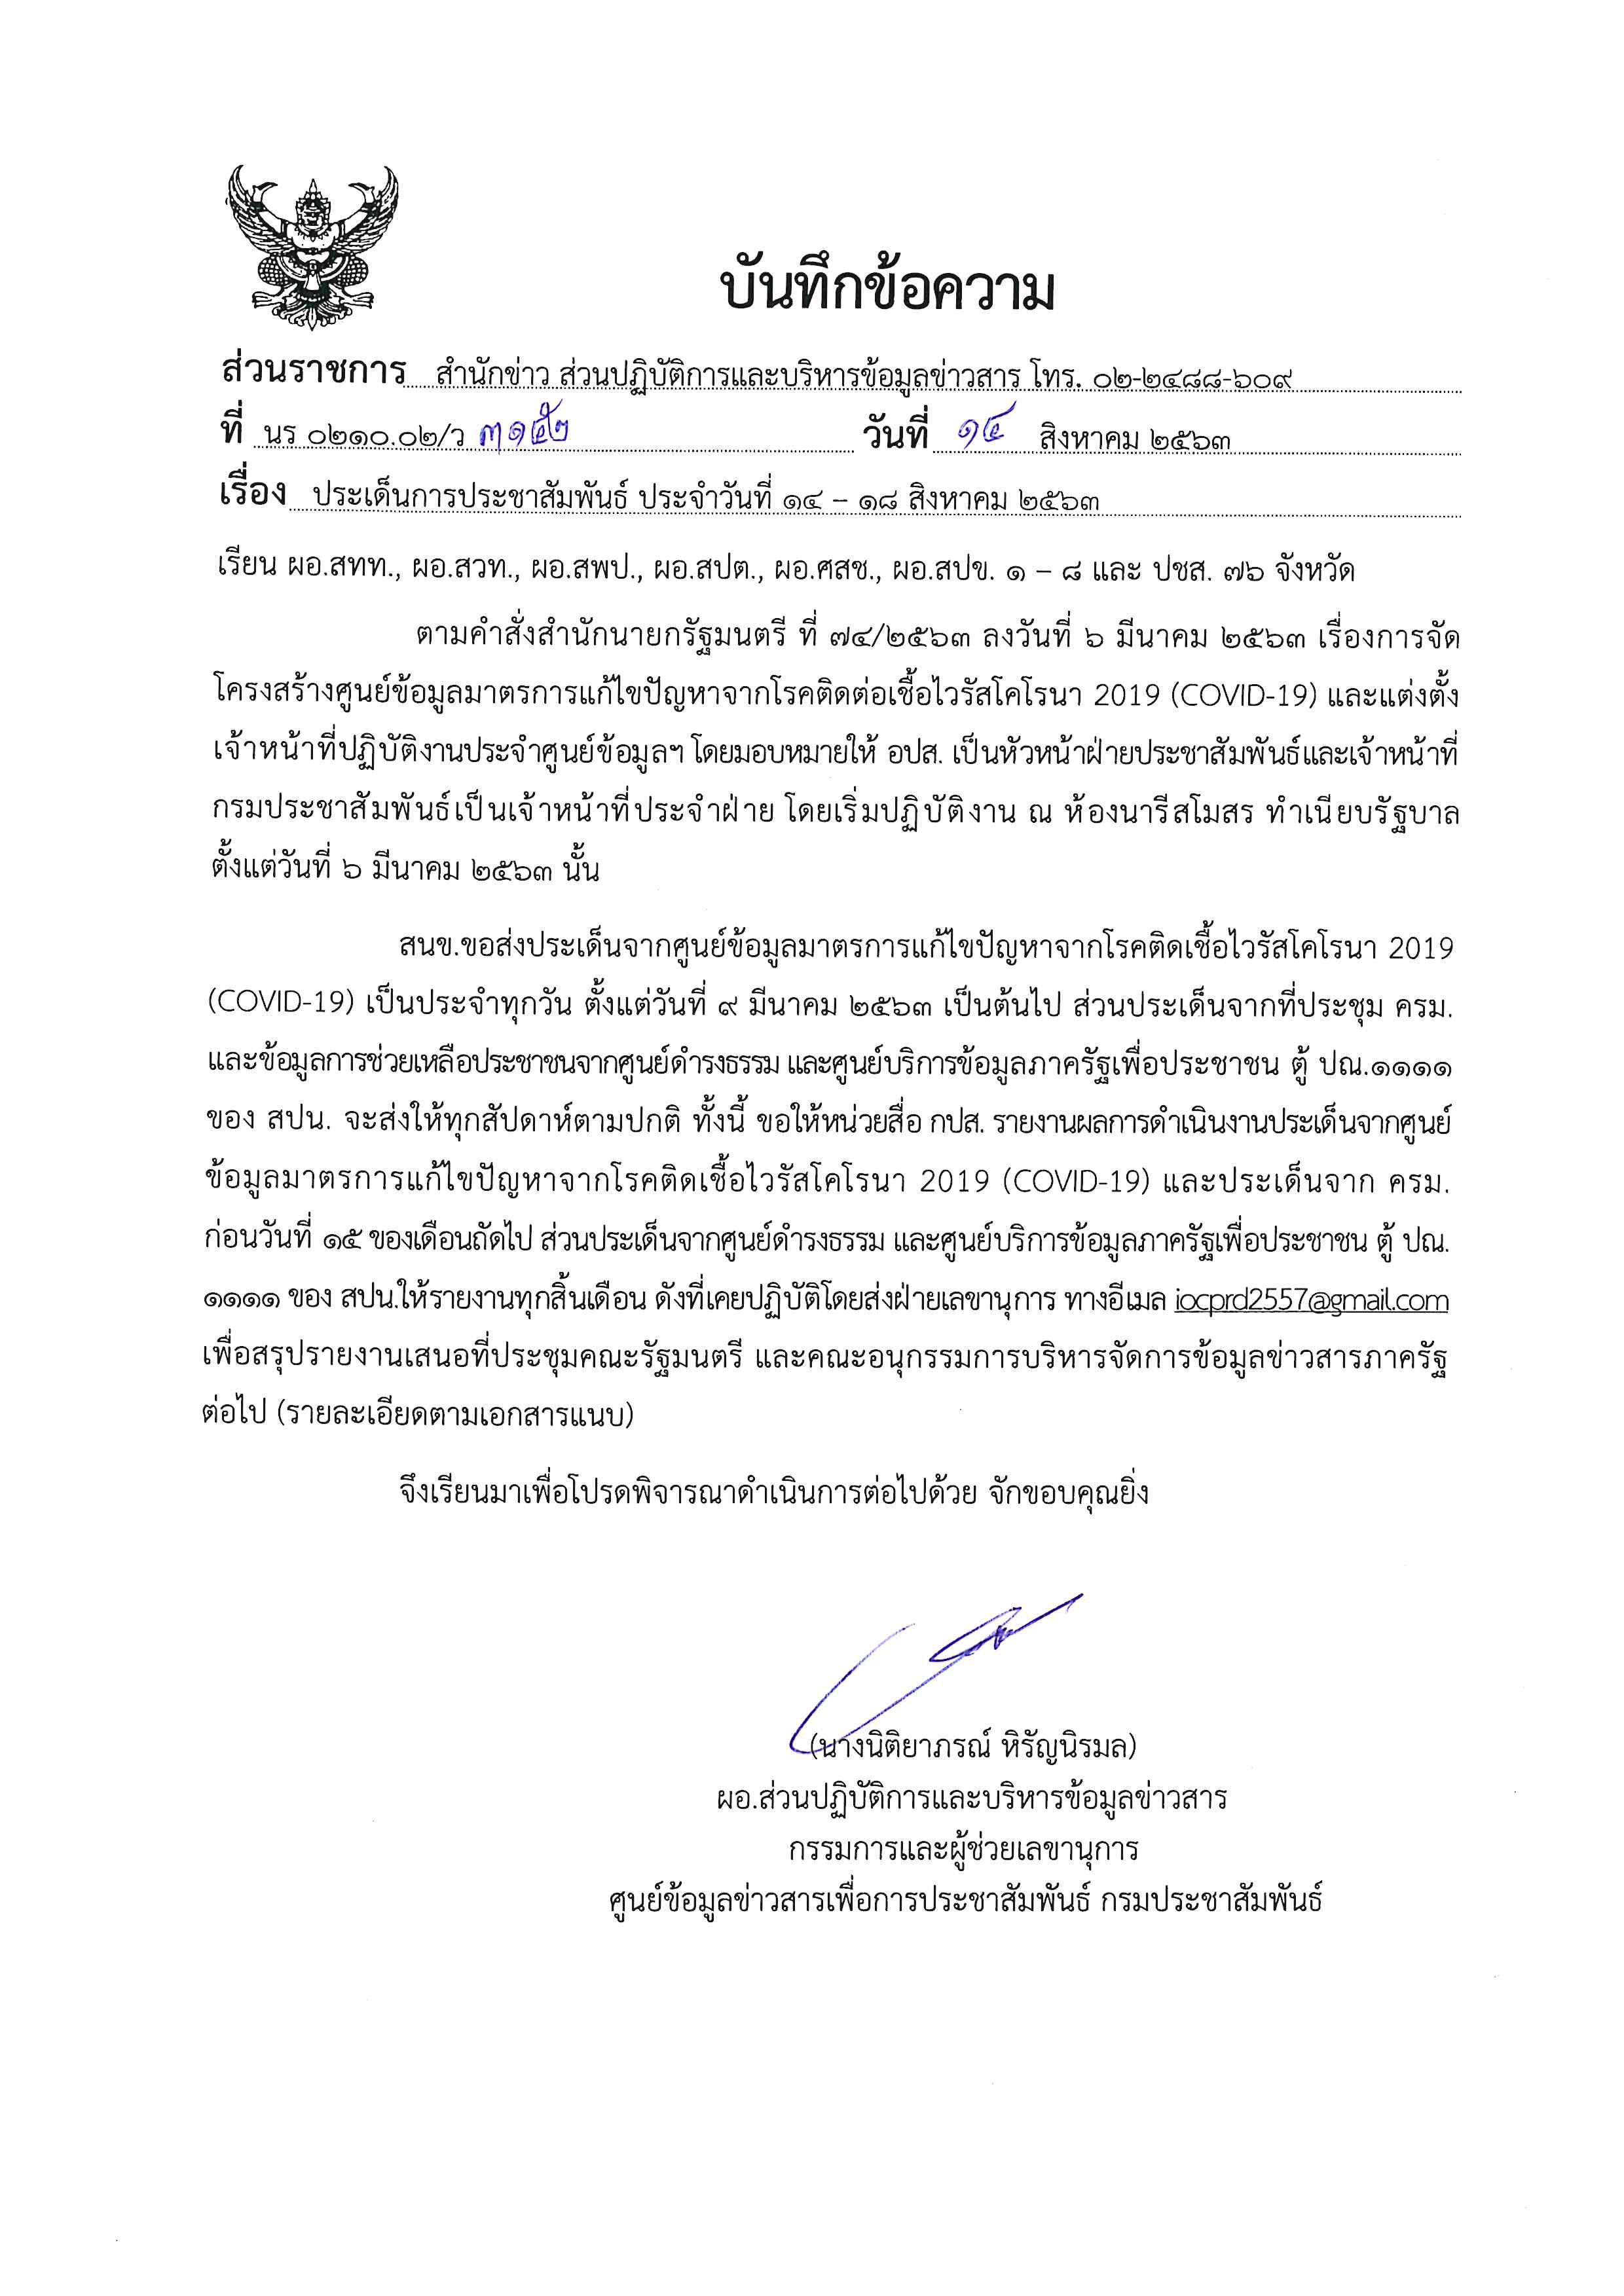 บันทึกข้อความ
ส่วนราชการ สำนักข่าว ส่วนปฏิบัติการและบริหารข้อมูลข่าวสาร โทร. ๐๒-๒๔๘๘-๖๐๙
ที่ นร ๐๒๑๐.๐๒/ว ๓๑๕๒ วันที่ ๑๔ สิงหาคม ๒๕๖๓
เรื่อง ประเด็นการประชาสัมพันธ์ ประจำวันที่ ๑๔ – ๑๘ สิงหาคม ๒๕๖๓
เรียน ผอ.สทท., ผอ.สวท., ผอ.สพป., ผอ.สปต., ผอ.ศสช., ผอ.สปข. ๑ – ๘ และ ปชส. ๗๖ จังหวัด
ตามคำสั่งสำนักนายกรัฐมนตรี ที่ ๗๔/๒๕๖๓ ลงวันที่ ๖ มีนาคม ๒๕๖๓ เรื่องการจัด
โครงสร้างศูนย์ข้อมูลมาตรการแก้ไขปัญหาจากโรคติดต่อเชื้อไวรัสโคโรนา 2019 (COVID-19) และแต่งตั้ง
เจ้าหน้าที่ปฏิบัติงานประจำศูนย์ข้อมูลฯ โดยมอบหมายให้ อปส. เป็นหัวหน้าฝ่ายประชาสัมพันธ์และเจ้าหน้าที่
กรมประชาสัมพันธ์เป็นเจ้าหน้าที่ประจำฝ่าย โดยเริ่มปฏิบัติงาน ณ ห้องนารีสโมสร ทำเนียบรัฐบาล
ตั้งแต่วันที่ ๖ มีนาคม ๒๕๖๓ นั้น
สนข.ขอส่งประเด็นจากศูนย์ข้อมูลมาตรการแก้ไขปัญหาจากโรคติดเชื้อไวรัสโคโรนา 2019
(COVID-19) เป็นประจำทุกวัน ตั้งแต่วันที่ ๙ มีนาคม ๒๕๖๓ เป็นต้นไป ส่วนประเด็นจากที่ประชุม ครม.
และข้อมูลการช่วยเหลือประชาชนจากศูนย์ดำรงธรรม และศูนย์บริการข้อมูลภาครัฐเพื่อประชาชน ตู้ ปณ.๑๑๑๑
ของ สปน. จะส่งให้ทุกสัปดาห์ตามปกติ ทั้งนี้ ขอให้หน่วยสื่อ กปส. รายงานผลการดำเนินงานประเด็นจากศูนย์
ข้อมูลมาตรการแก้ไขปัญหาจากโรคติดเชื้อไวรัสโคโรนา 2019 (COVID-19) และประเด็นจาก ครม.
ก่อนวันที่ ๑๕ ของเดือนถัดไป ส่วนประเด็นจากศูนย์ดำรงธรรม และศูนย์บริการข้อมูลภาครัฐเพื่อประชาชน ตู้ ปณ.
๑๑๑๑ ของ สปน.ให้รายงานทุกสิ้นเดือน ดังที่เคยปฏิบัติโดยส่งฝ่ายเลขานุการ ทางอีเมล iocprd2557@gmail.com
เพื่อสรุปรายงานเสนอที่ประชุมคณะรัฐมนตรี และคณะอนุกรรมการบริหารจัดการข้อมูลข่าวสารภาครัฐ
ต่อไป (รายละเอียดตามเอกสารแนบ)
จึงเรียนมาเพื่อโปรดพิจารณาดำเนินการต่อไปด้วย จักขอบคุณยิ่ง
(นางนิติยาภรณ์ หิรัญนิรมล)
ผอ.ส่วนปฏิบัติการและบริหารข้อมูลข่าวสาร
กรรมการและผู้ช่วยเลขานุการ
ศูนย์ข้อมูลข่าวสารเพื่อการประชาสัมพันธ์ กรมประชาสัมพันธ์